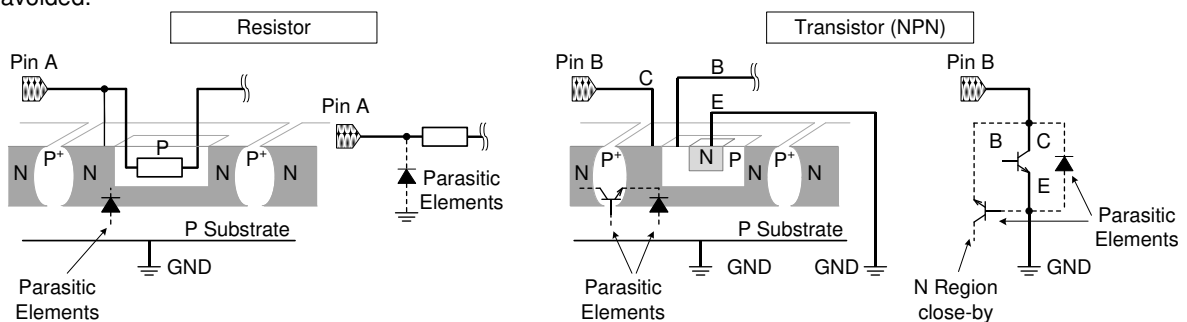 avoided.
Resistor
Transistor (NPN)
Pin A
Pin A
N
P+
N
P
N
P+
N
Parasitic
Elements
P Substrate
GND
Parasitic
Elements
Pin B
C
B
E
N
P+
N
N
P
N
P+
N
P Substrate
GND
GND
Parasitic
Elements
Pin B
B
C
E
Parasitic
Elements
GND
N Region
close-by